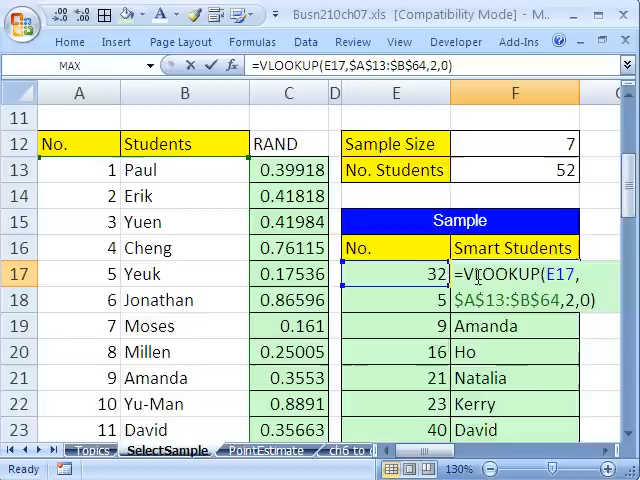 Busn210ch07.xls [Compatibility Mode] - M...
Home Insert Page Layout Formulas Data Review View Developer Add-Ins
MAX =VLOOKUP(E17,$A$13:$B$64,2,0)
A B C D E F
11
12 No. Students RAND Sample Size 7
13 1 Paul 0.39918 No. Students 52
14 2 Erik 0.41818
15 3 Yuen 0.41984 Sample
16 4 Cheng 0.76115 No. Smart Students
17 5 Yeuk 0.17536 32 =VLOOKUP(E17,
18 6 Jonathan 0.86596 5 $A$13:$B$64,2,0)
19 7 Moses 0.161 9 Amanda
20 8 Millen 0.25005 16 Ho
21 9 Amanda 0.3553 21 Natalia
22 10 Yu-Man 0.8891 23 Kerry
23 11 David 0.35663 40 David
Topics SelectSample PointEstimate ch6 to
Ready 130%